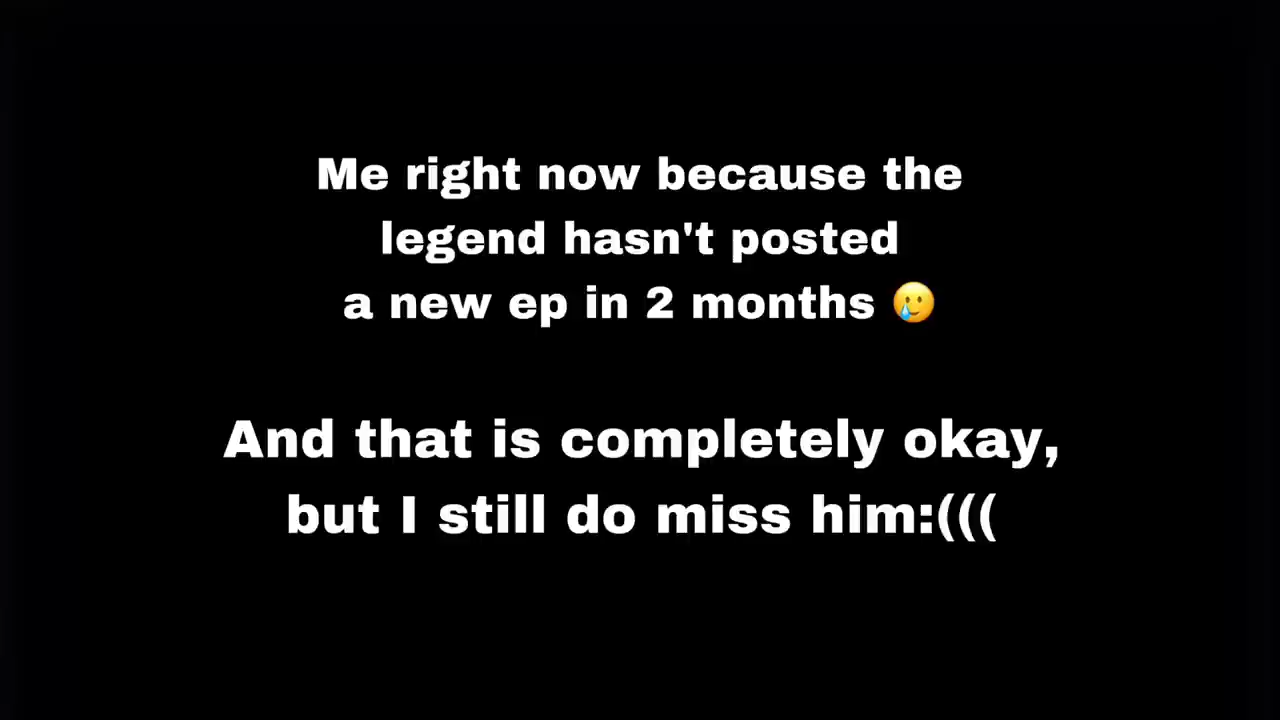 Me right now because the
legend hasn't posted
a new ep in 2 months 🥲
And that is completely okay,
but I still do miss him:(((